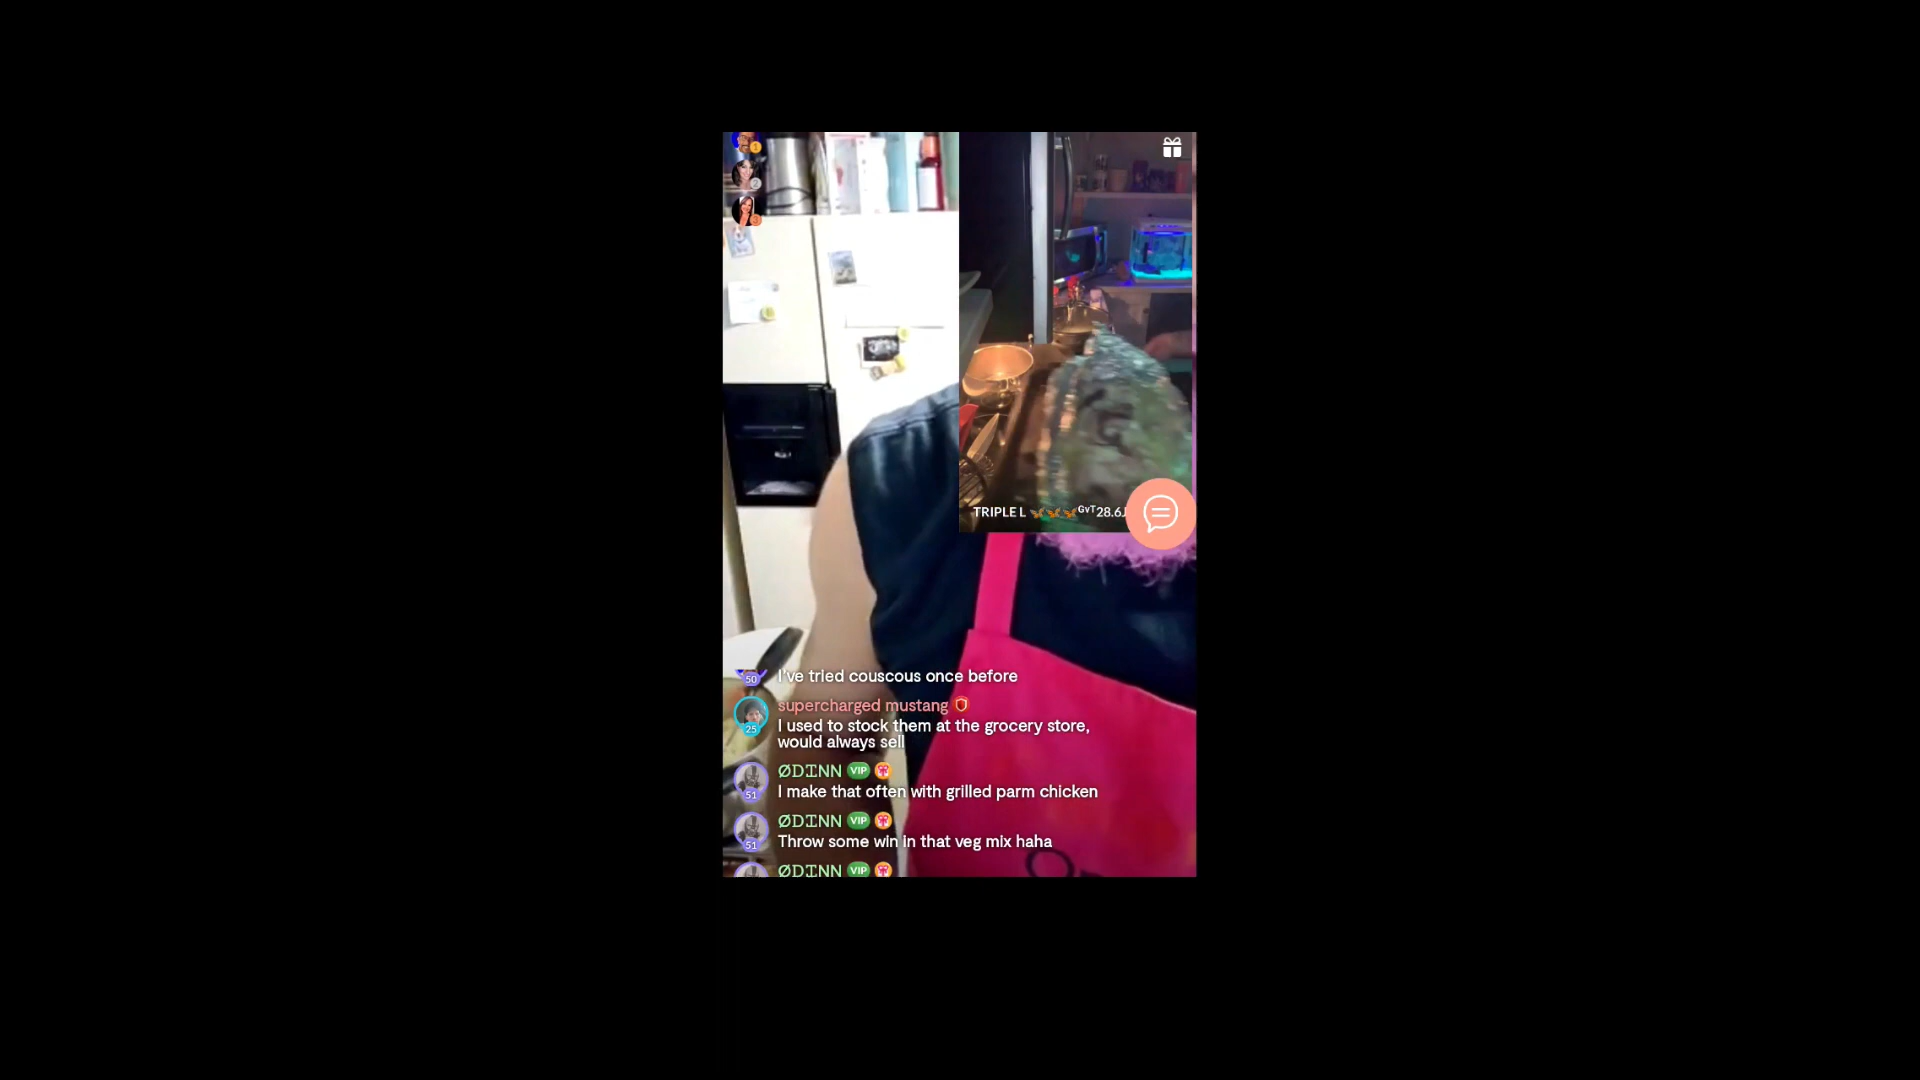 TRIPLE L 🦋🦋🦋ᴳᵛᵀ28.6
50
I've tried couscous once before
supercharged mustang
25
I used to stock them at the grocery store,
would always sell
ØDINN VIP
51
I make that often with grilled parm chicken
ØDINN VIP
51
Throw some win in that veg mix haha
ØDINN VIP